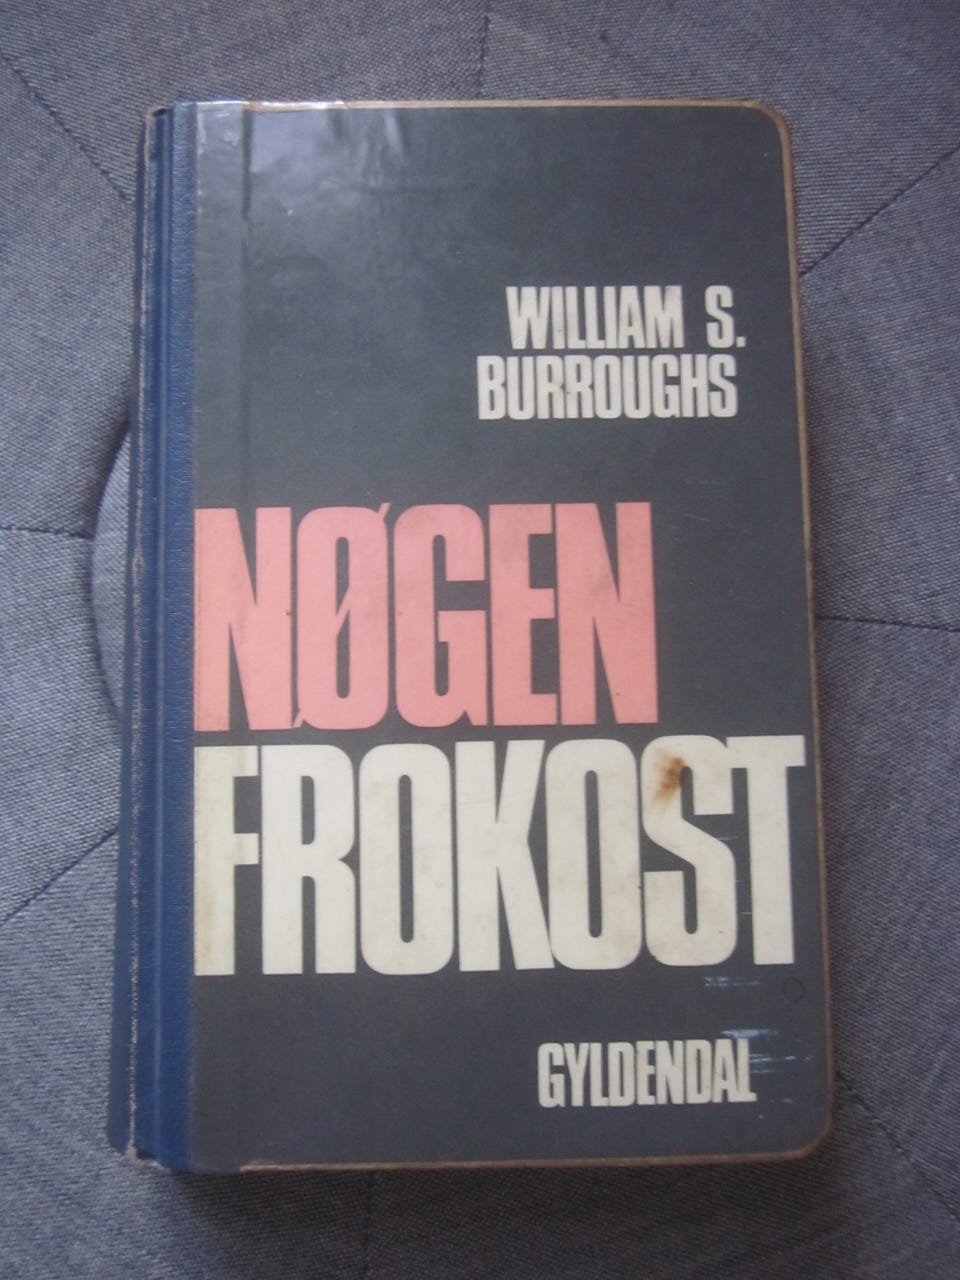 WILLIAM S.
BURROUGHS
NØGEN
FROKOST
GYLDENDAL